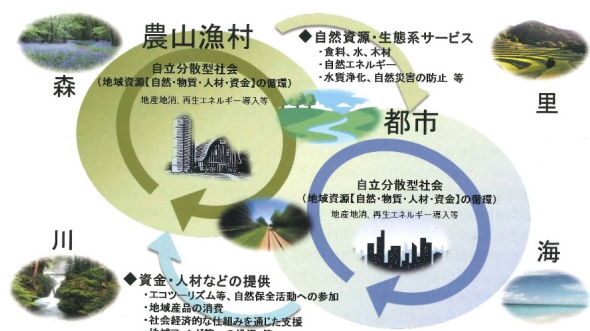 農山漁村
◆自然資源・生態系サービス
・食料、水、木材
・自然エネルギー
・水質浄化、自然災害の防止 等
森
自立分散型社会
(地域資源【自然・物質・人材・資金】の循環)
地産地消、再生エネルギー導入等
里
都市
自立分散型社会
(地域資源【自然・物質・人材・資金】の循環)
地産地消、再生エネルギー導入等
川
海
◆資金・人材などの提供
・エコツーリズム等、自然保全活動への参加
・地域産品の消費
・社会経済的な仕組みを通じた支援